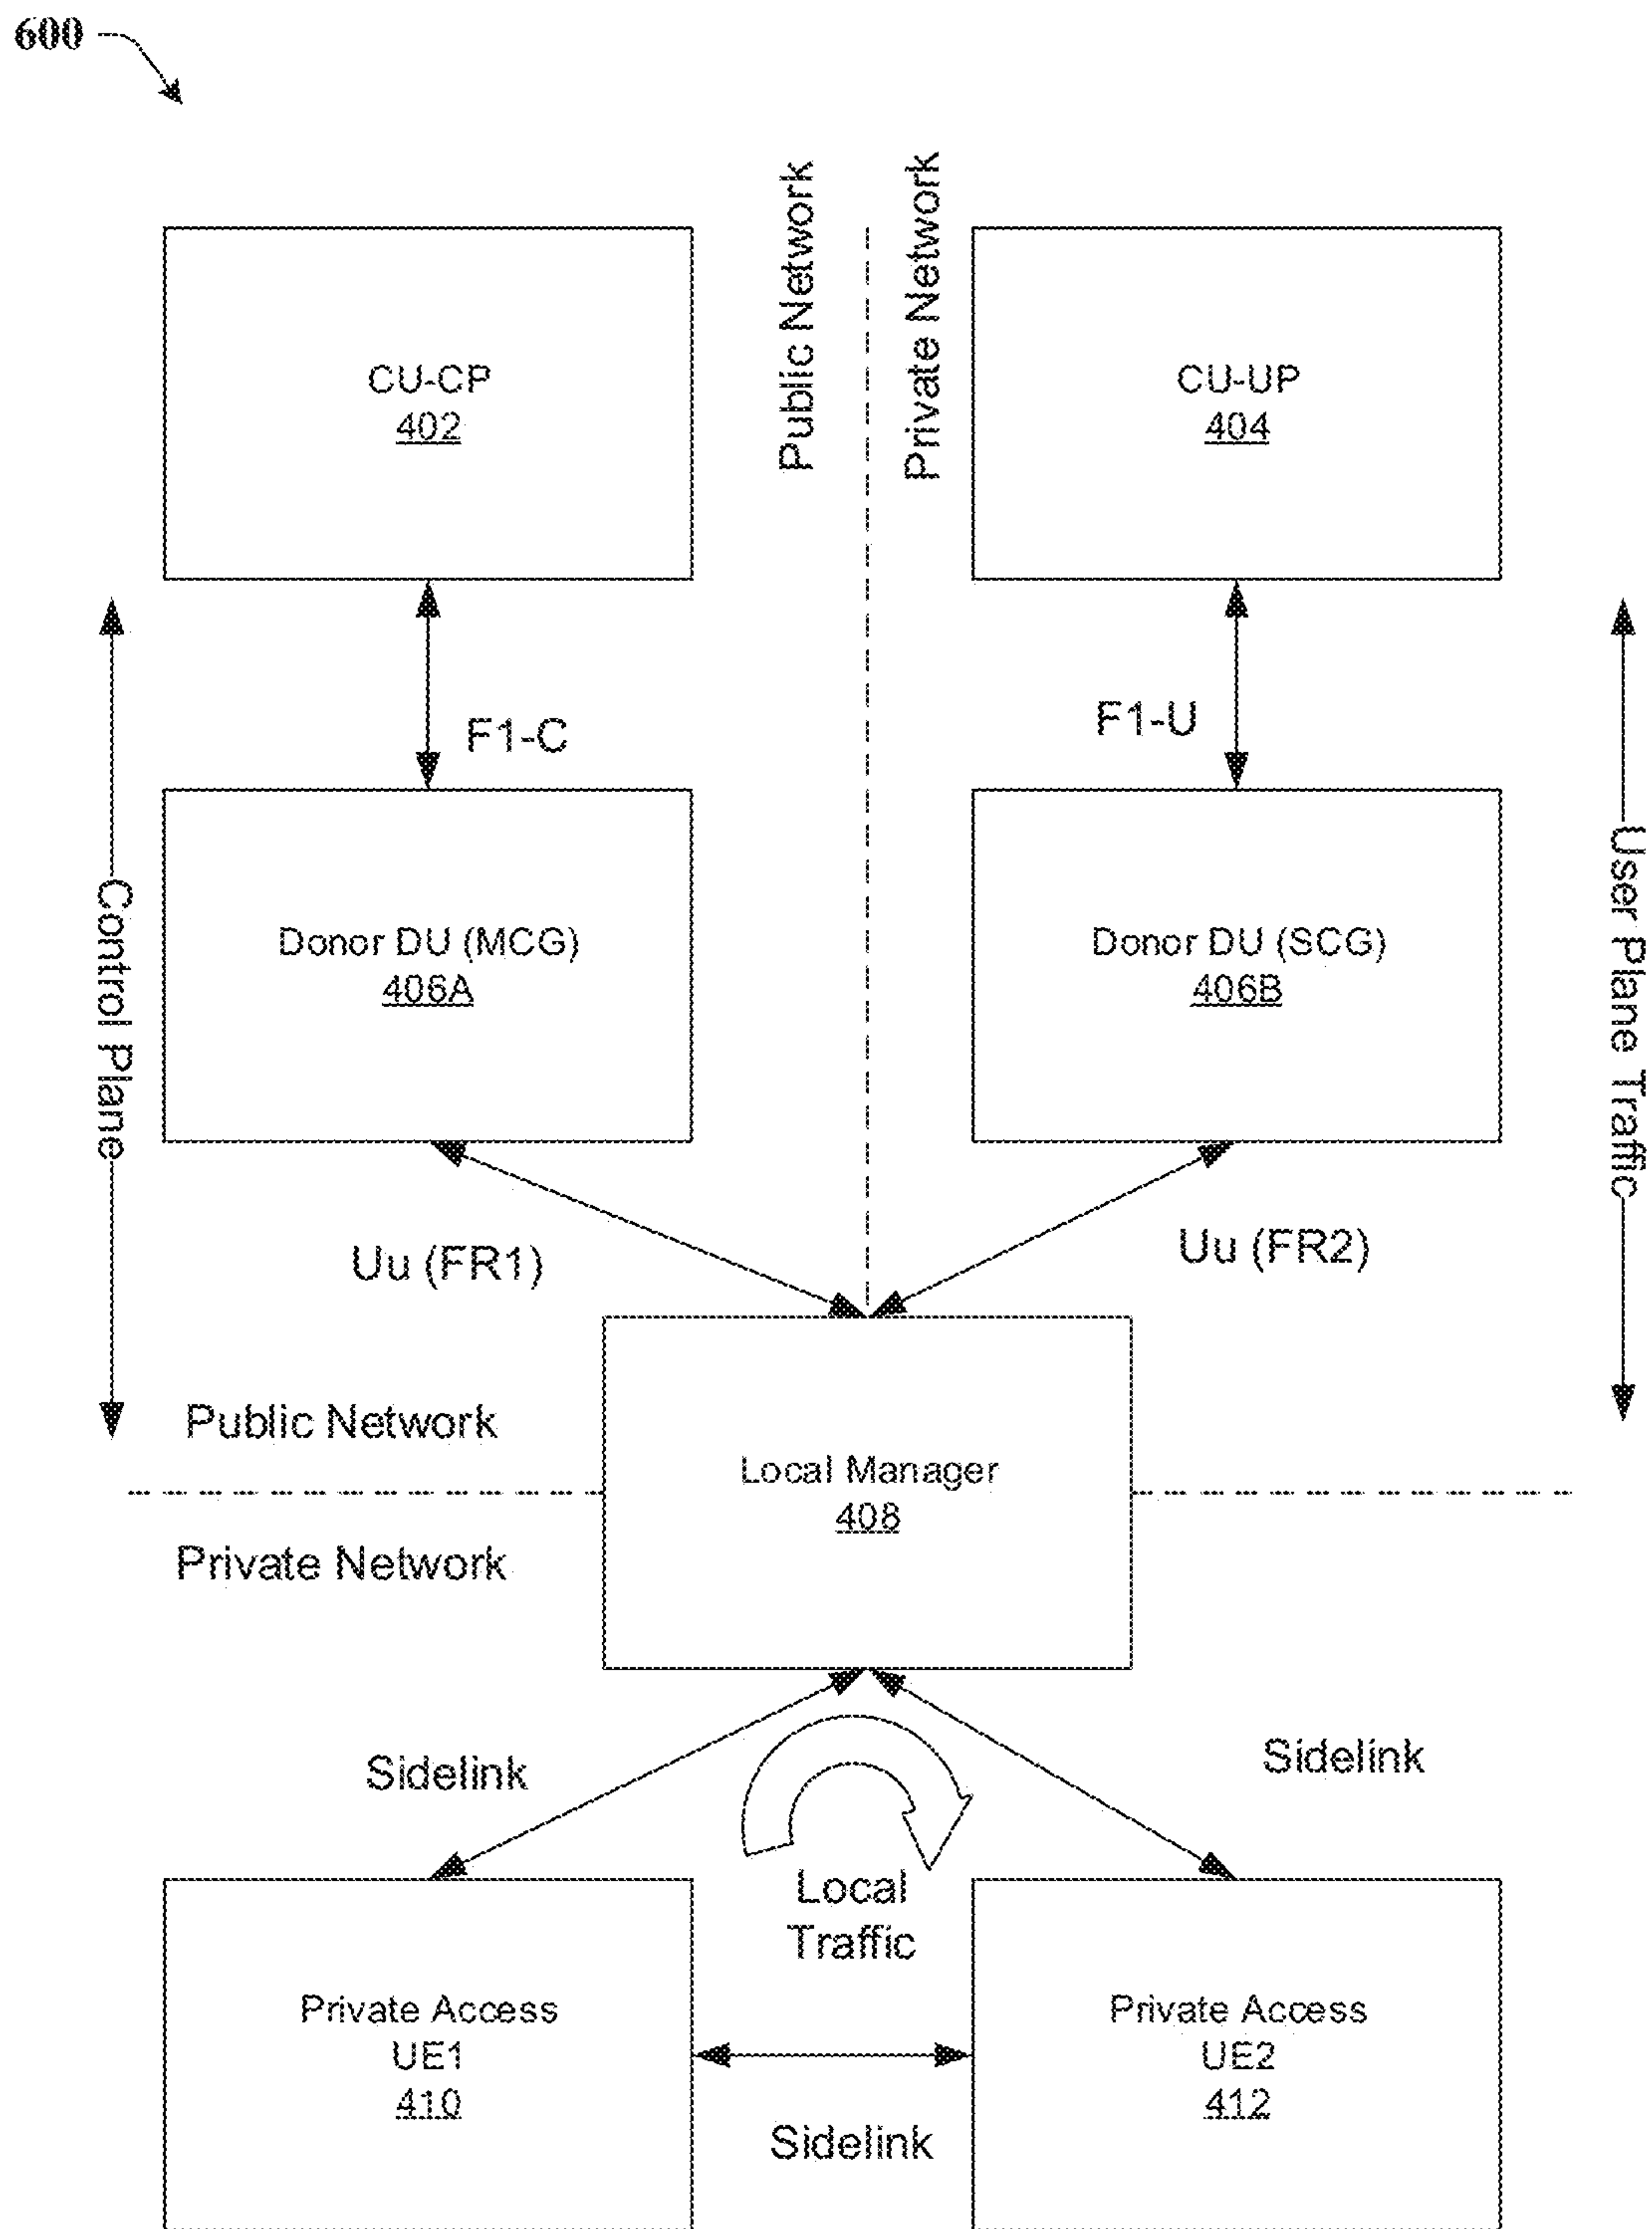 600
Public Network
Private Network
CU-CP
402
CU-UP
404
F1-C
F1-U
Control Plane
User Plane Traffic
Donor DU (MCG)
406A
Donor DU (SCG)
406B
Uu (FR1)
Uu (FR2)
Public Network
Local Manager
408
Private Network
Sidelink
Sidelink
Local
Traffic
Private Access
UE1
410
Private Access
UE2
412
Sidelink